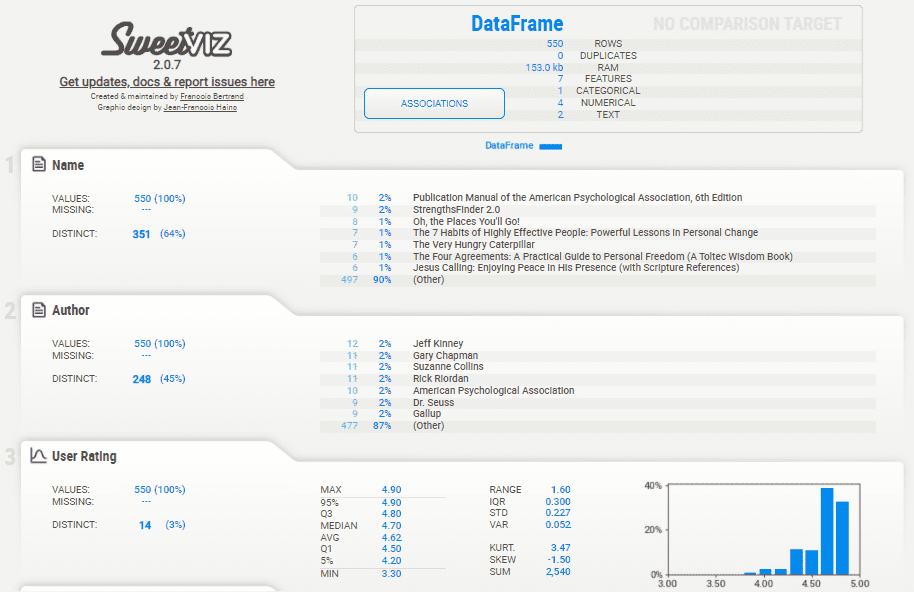 SweetVIZ
2.0.7
Get updates, docs & report issues here
Created & maintained by Francois Bertrand
Graphic design by Jean-Francois Hains
DataFrame
NO COMPARISON TARGET
550 ROWS
0 DUPLICATES
153.0 kb RAM
7 FEATURES
1 CATEGORICAL
4 NUMERICAL
2 TEXT
ASSOCIATIONS
DataFrame
1 Name
VALUES: 550 (100%)
MISSING: ---
DISTINCT: 351 (64%)
10 2% Publication Manual of the American Psychological Association, 6th Edition
9 2% StrengthsFinder 2.0
8 1% Oh, the Places You'll Go!
7 1% The 7 Habits of Highly Effective People: Powerful Lessons in Personal Change
7 1% The Very Hungry Caterpillar
6 1% The Four Agreements: A Practical Guide to Personal Freedom (A Toltec Wisdom Book)
6 1% Jesus Calling: Enjoying Peace in His Presence (with Scripture References)
497 90% (Other)
2 Author
VALUES: 550 (100%)
MISSING: ---
DISTINCT: 248 (45%)
12 2% Jeff Kinney
11 2% Gary Chapman
11 2% Suzanne Collins
11 2% Rick Riordan
10 2% American Psychological Association
9 2% Dr. Seuss
9 2% Gallup
477 87% (Other)
3 User Rating
VALUES: 550 (100%)
MISSING: ---
DISTINCT: 14 (3%)
MAX 4.90
95% 4.90
Q3 4.80
MEDIAN 4.70
AVG 4.62
Q1 4.50
5% 4.20
MIN 3.30
RANGE 1.60
IQR 0.300
STD 0.227
VAR 0.052
KURT. 3.47
SKEW -1.50
SUM 2,540
40%
20%
0%
3.00 3.50 4.00 4.50 5.00